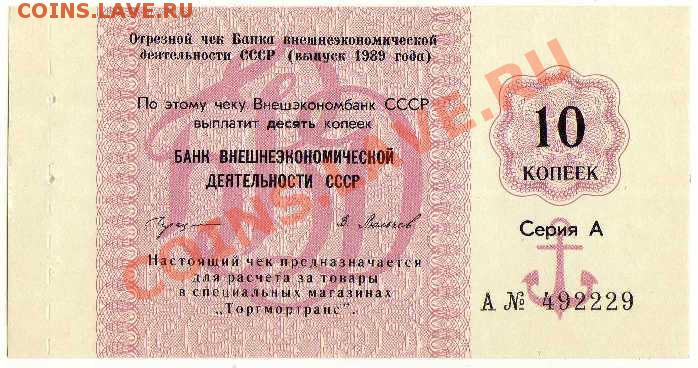 COINS.LAVE.RU
Отрезной чек Банка внешнеэкономической
деятельности СССР (выпуск 1989 года)
По этому чеку Внешэкономбанк СССР
выплатит десять копеек
БАНК ВНЕШНЕЭКОНОМИЧЕСКОЙ
ДЕЯТЕЛЬНОСТИ СССР
Настоящий чек предназначается
для расчета за товары
в специальных магазинах
„Торгмортранс".
10
КОПЕЕК
Серия А
А № 492229
COINS.LAVE.RU